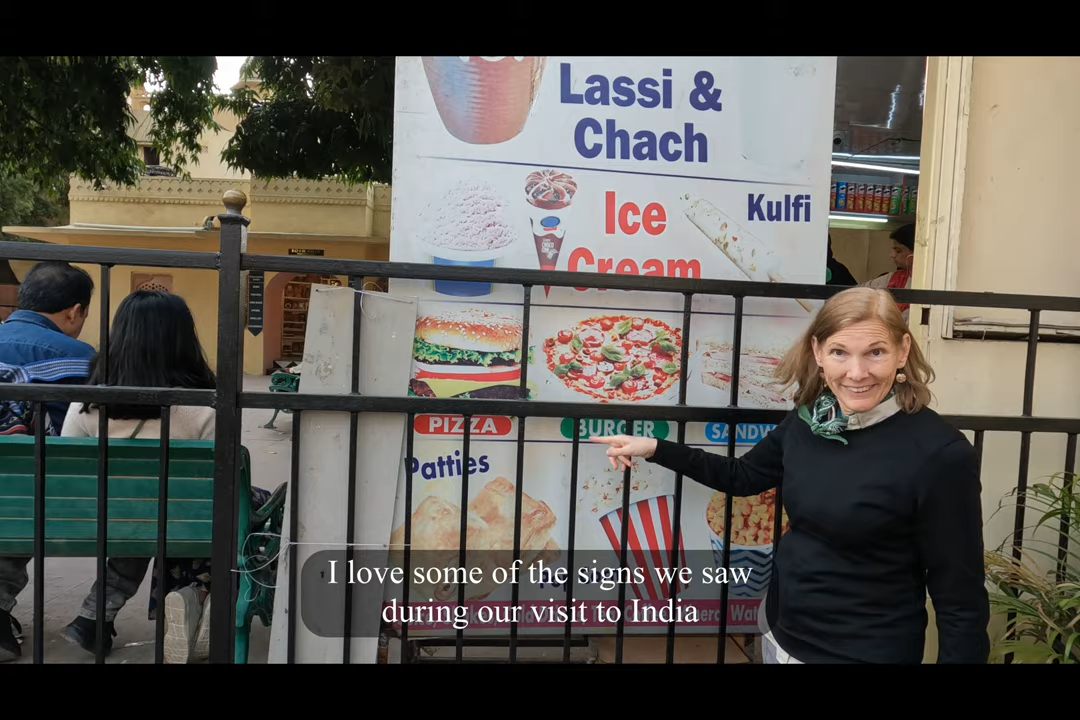 Lassi &
Chach
Ice
Cream
Kulfi
PIZZA
BURGER
Patties
I love some of the signs we saw
during our visit to India